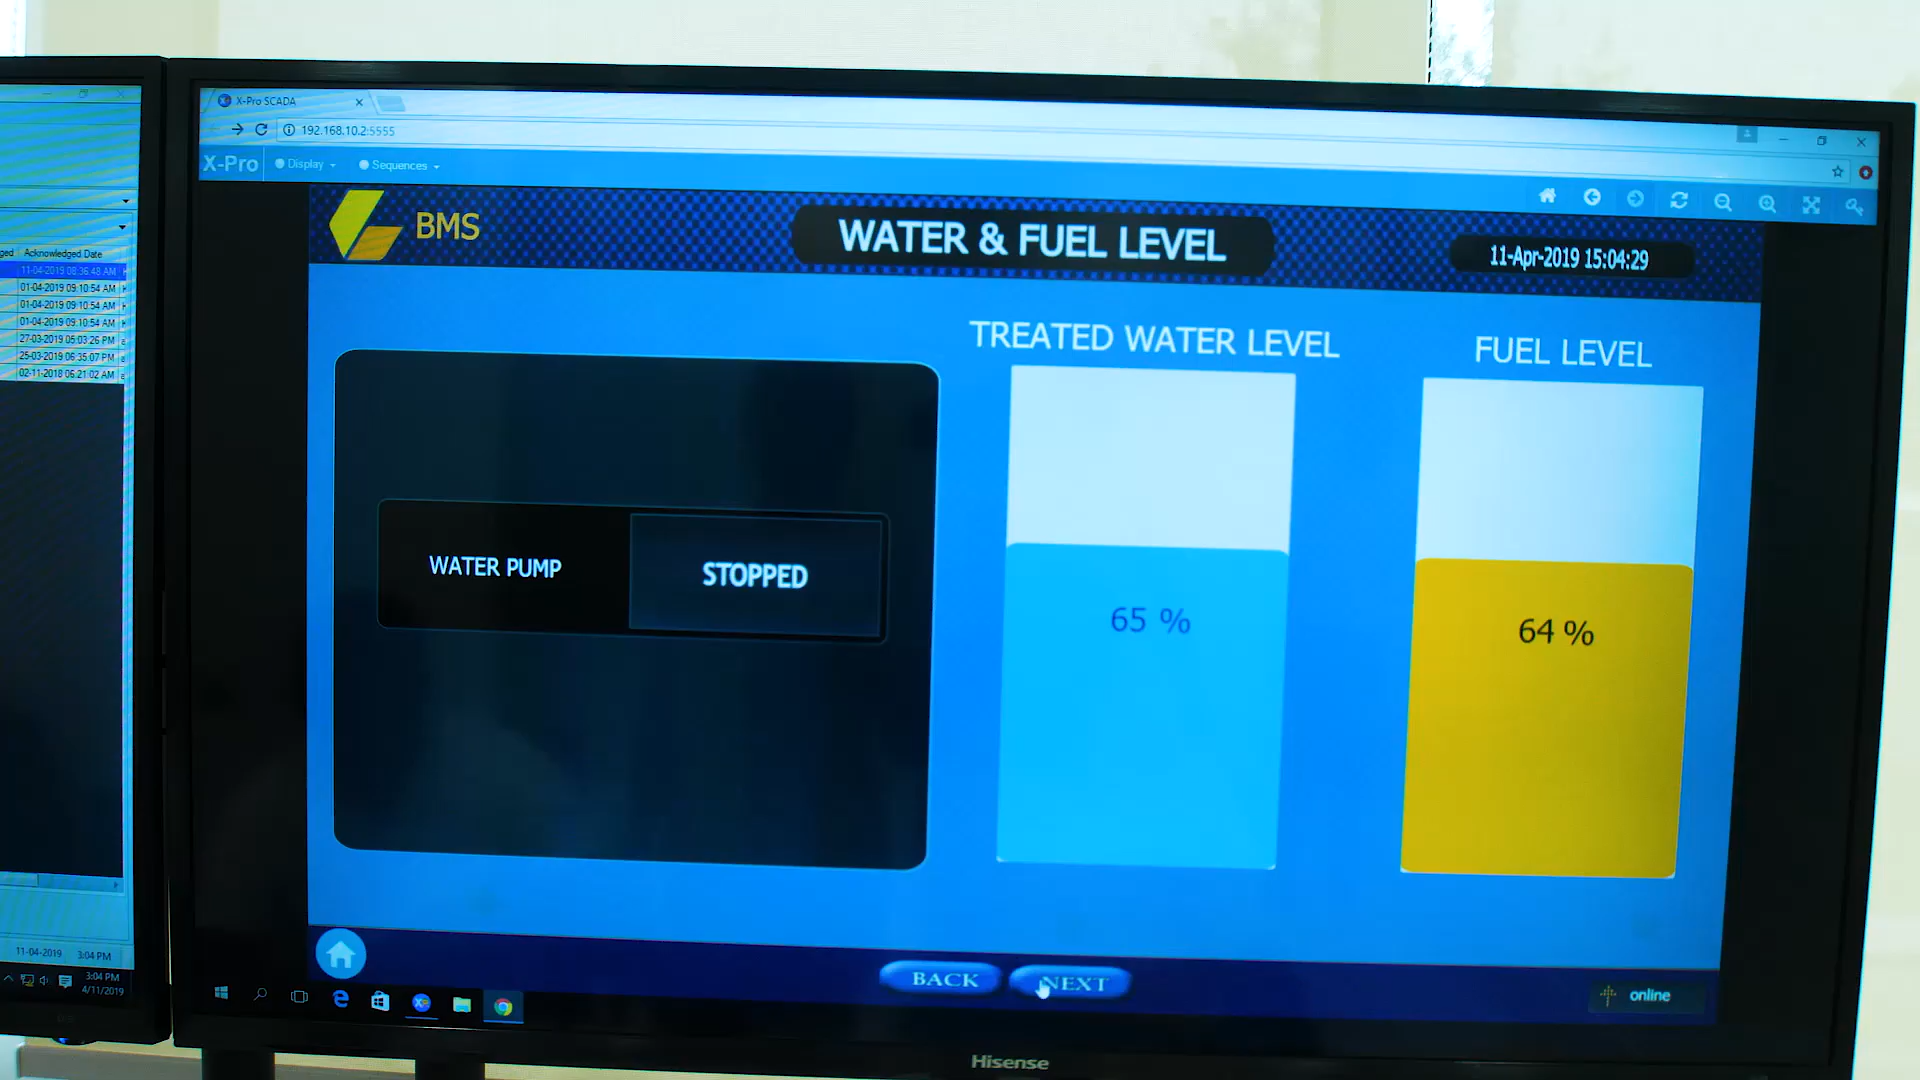 ged Acknowledged Date
11-04-2019 08:36:48 AM
01-04-2019 09:10:54 AM
01-04-2019 09:10:54 AM
01-04-2019 09:10:54 AM
27-03-2019 05:03:26 PM
25-03-2019 06:35:07 PM
02-11-2018 06:21:02 AM
11-04-2019 3:04 PM
3:04 PM
4/11/2019
X-Pro SCADA
192.168.10.2:5555
X-Pro Display Sequences
BMS
WATER & FUEL LEVEL
11-Apr-2019 15:04:29
TREATED WATER LEVEL
FUEL LEVEL
WATER PUMP STOPPED
65 %
64 %
BACK NEXT
online
Hisense